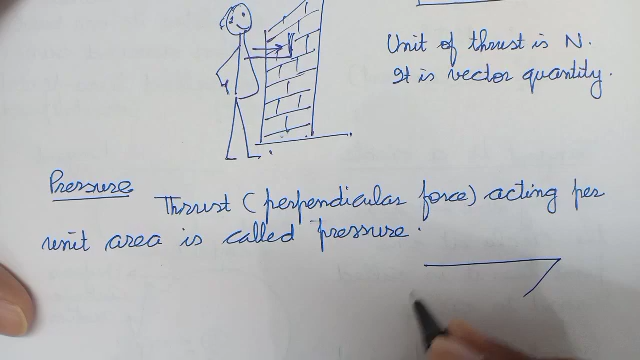 Unit of thrust is N.
It is vector quantity.
Pressure Thrust (perpendicular force) acting per
unit area is called pressure.